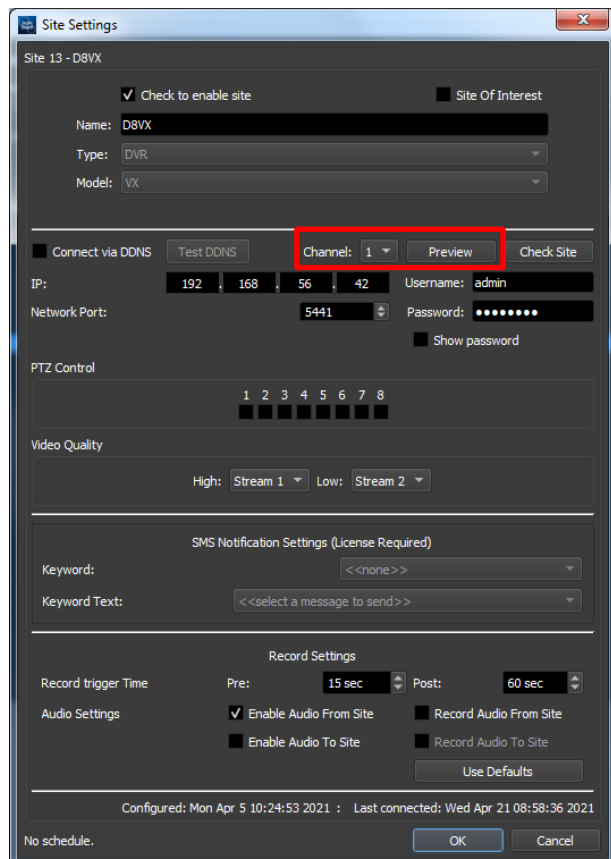 Site Settings
Site 13 - D8VX
Check to enable site Site Of Interest
Name: D8VX
Type: DVR
Model: VX
Connect via DDNS Test DDNS Channel: 1 Preview Check Site
IP: 192 . 168 . 56 . 42 Username: admin
Network Port: 5441 Password: ●●●●●●●●
Show password
PTZ Control
1 2 3 4 5 6 7 8
Video Quality
High: Stream 1 Low: Stream 2
SMS Notification Settings (License Required)
Keyword: <<none>>
Keyword Text: <<select a message to send>>
Record Settings
Record trigger Time Pre: 15 sec Post: 60 sec
Audio Settings Enable Audio From Site Record Audio From Site
Enable Audio To Site Record Audio To Site
Use Defaults
Configured: Mon Apr 5 10:24:53 2021 : Last connected: Wed Apr 21 08:58:36 2021
No schedule. OK Cancel